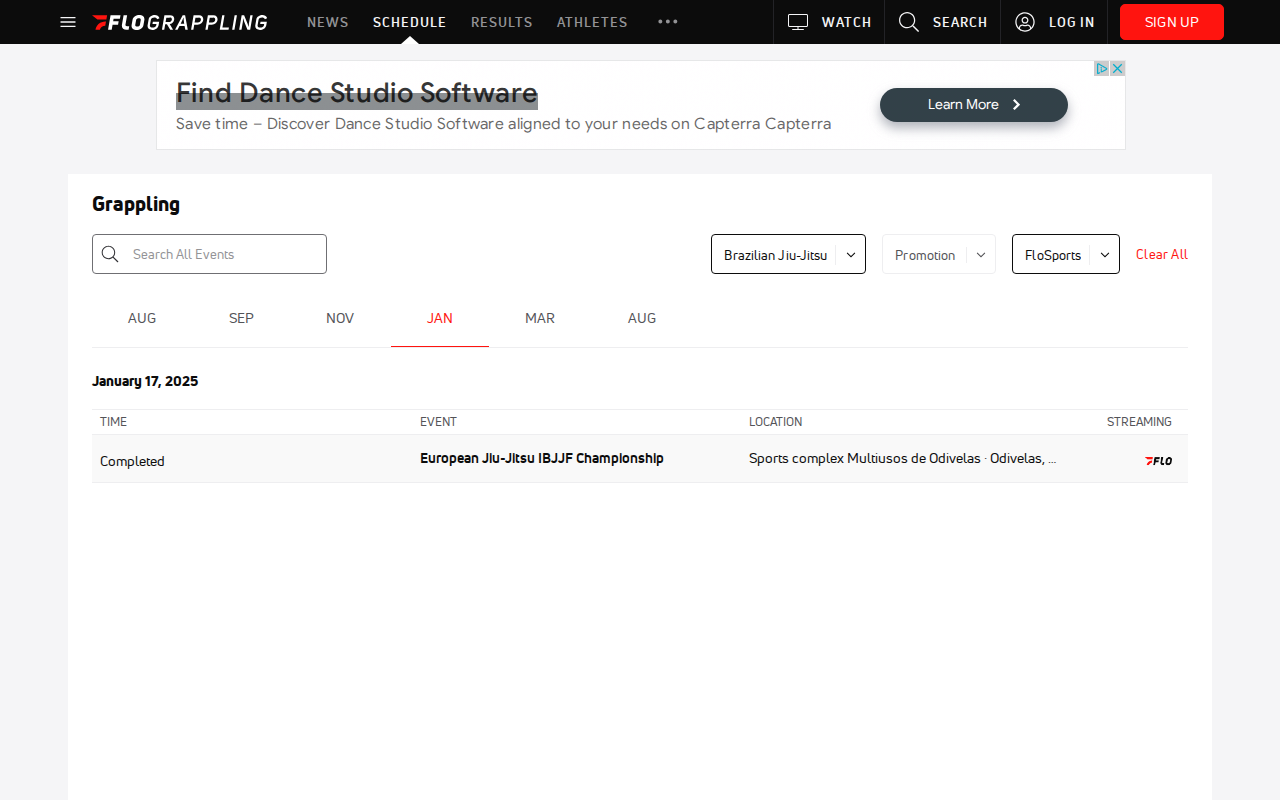 FLOGRAPPLING NEWS SCHEDULE RESULTS ATHLETES WATCH SEARCH LOG IN SIGN UP
Find Dance Studio Software
Save time – Discover Dance Studio Software aligned to your needs on Capterra Capterra
Learn More
Grappling
Search All Events
Brazilian Jiu-Jitsu Promotion FloSports Clear All
AUG SEP NOV JAN MAR AUG
January 17, 2025
TIME EVENT LOCATION STREAMING
Completed European Jiu-Jitsu IBJJF Championship Sports complex Multiusos de Odivelas · Odivelas, ... FLO